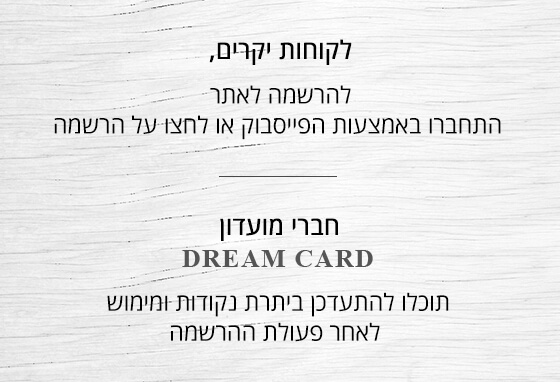 לקוחות יקרים,
להרשמה לאתר
התחברו באמצעות הפייסבוק או לחצו על הרשמה
חברי מועדון
DREAM CARD
תוכלו להתעדכן ביתרת נקודות ומימוש
לאחר פעולת ההרשמה